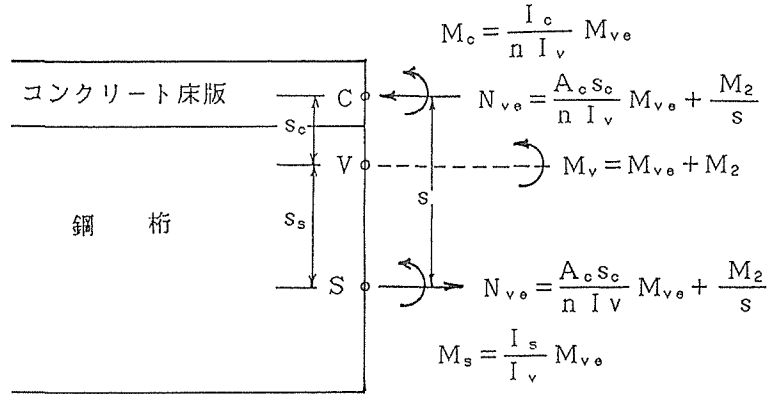 M_c = I_c / (n I_v) M_ve
コンクリート床版
C
N_ve = A_c s_c / (n I_v) M_ve + M_2 / s
s_c
V
M_v = M_ve + M_2
s
s_s
鋼 桁
S
N_ve = A_c s_c / (n I v) M_ve + M_2 / s
M_s = I_s / I_v M_ve